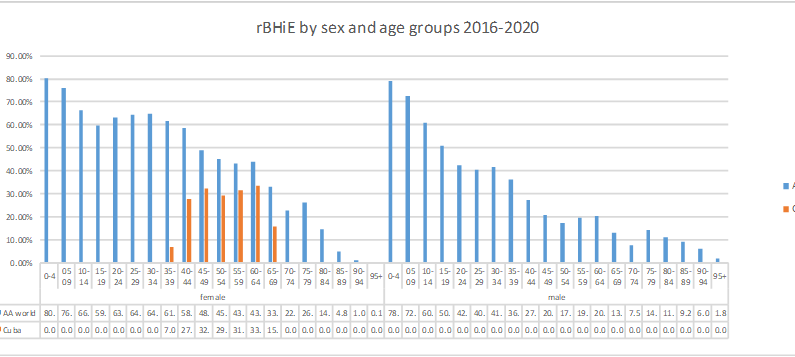 rBHiE by sex and age groups 2016-2020
90.00%
80.00%
70.00%
60.00%
50.00%
40.00%
30.00%
20.00%
10.00%
0.00%
0-4 05 09 10-14 15-19 20-24 25-29 30-34 35-39 40-44 45-49 50-54 55-59 60-64 65-69 70-74 75-79 80-84 85-89 90-94 95+ 0-4 05 09 10-14 15-19 20-24 25-29 30-34 35-39 40-44 45-49 50-54 55-59 60-64 65-69 70-74 75-79 80-84 85-89 90-94 95+
female male
AA world 80. 76. 66. 59. 63. 64. 64. 61. 58. 48. 45. 43. 43. 33. 22. 26. 14. 4.8 1.0 0.1 78. 72. 60. 50. 42. 40. 41. 36. 27. 20. 17. 19. 20. 13. 7.5 14. 11. 9.2 6.0 1.8
Cuba 0.0 0.0 0.0 0.0 0.0 0.0 0.0 7.0 27. 32. 29. 31. 33. 15. 0.0 0.0 0.0 0.0 0.0 0.0 0.0 0.0 0.0 0.0 0.0 0.0 0.0 0.0 0.0 0.0 0.0 0.0 0.0 0.0 0.0 0.0 0.0 0.0 0.0 0.0